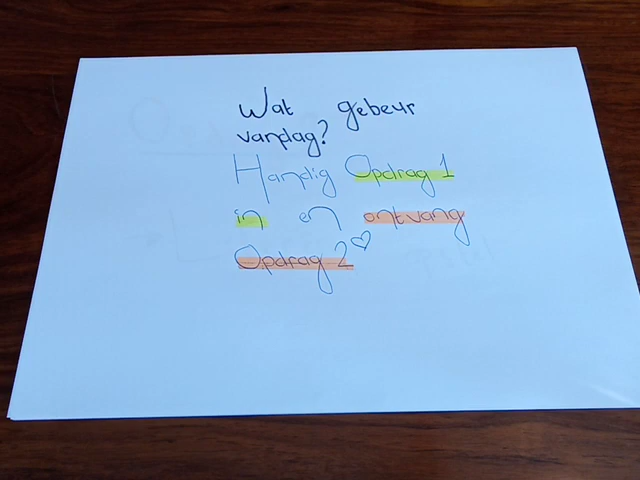 Wat gebeur
vandag?
Handig Opdrag 1
in en ontvang
Opdrag 2♡